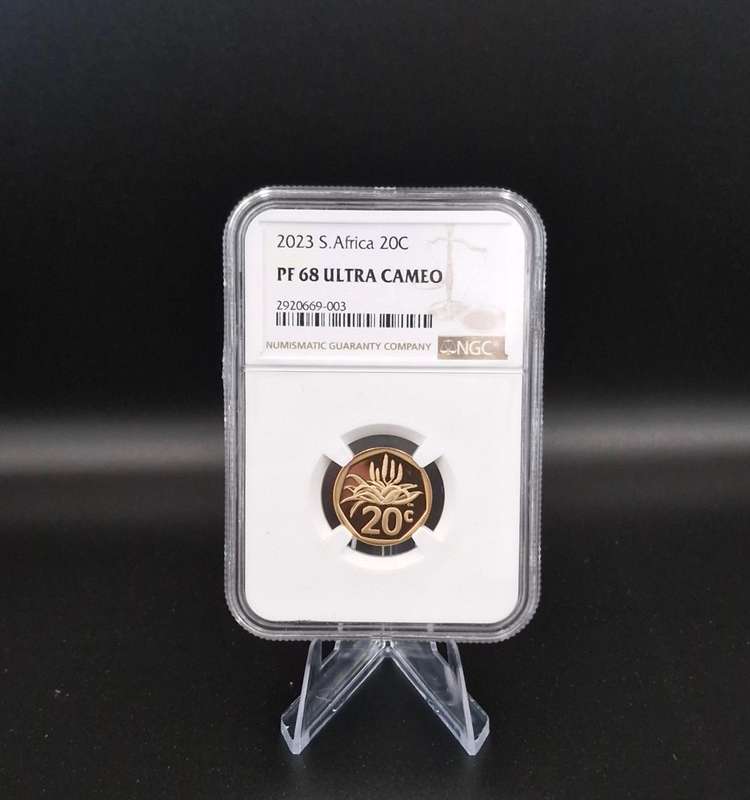 2023 S.Africa 20C
PF 68 ULTRA CAMEO
2920669-003
NUMISMATIC GUARANTY COMPANY NGC®
20c